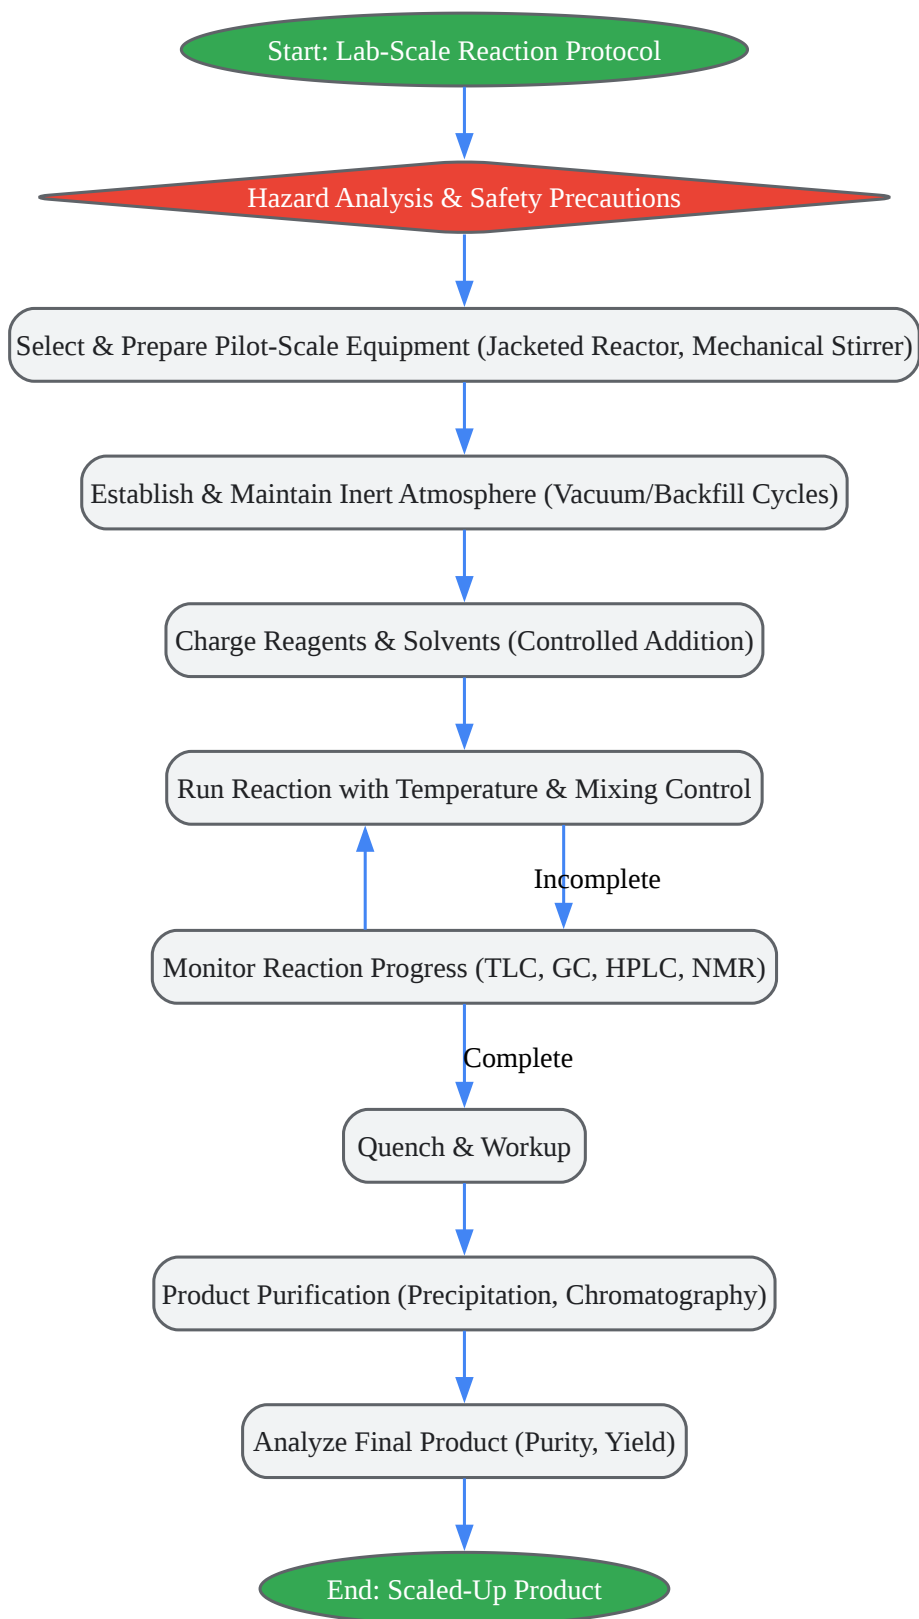 Start: Lab-Scale Reaction Protocol
Hazard Analysis & Safety Precautions
Select & Prepare Pilot-Scale Equipment (Jacketed Reactor, Mechanical Stirrer)
Establish & Maintain Inert Atmosphere (Vacuum/Backfill Cycles)
Charge Reagents & Solvents (Controlled Addition)
Run Reaction with Temperature & Mixing Control
Incomplete
Monitor Reaction Progress (TLC, GC, HPLC, NMR)
Complete
Quench & Workup
Product Purification (Precipitation, Chromatography)
Analyze Final Product (Purity, Yield)
End: Scaled-Up Product